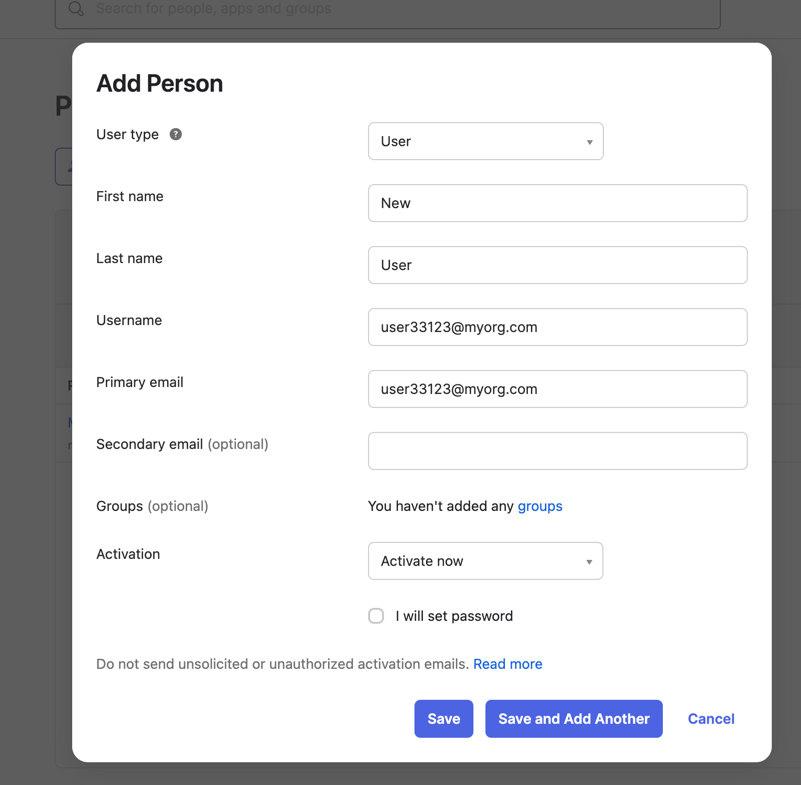 Search for people, apps and groups
Add Person
User type ?
User
First name
New
Last name
User
Username
user33123@myorg.com
Primary email
user33123@myorg.com
Secondary email (optional)
Groups (optional)
You haven't added any groups
Activation
Activate now
I will set password
Do not send unsolicited or unauthorized activation emails. Read more
Save
Save and Add Another
Cancel